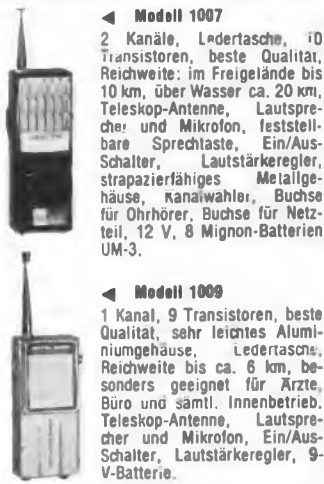 ◄ Modell 1007
2 Kanäle, Ledertasche, 10
Transistoren, beste Qualität,
Reichweite: im Freigelände bis
10 km, über Wasser ca. 20 km,
Teleskop-Antenne, Lautspre-
cher und Mikrofon, feststell-
bare Sprechtaste, Ein/Aus-
Schalter, Lautstärkeregler,
strapazierfähiges Metallge-
häuse, Kanalwahler, Buchse
für Ohrhörer, Buchse für Netz-
teil, 12 V, 8 Mignon-Batterien
UM-3.
◄ Modell 1009
1 Kanal, 9 Transistoren, beste
Qualität, sehr leichtes Alumi-
niumgehäuse, Ledertasche,
Reichweite bis ca. 6 km, be-
sonders geeignet für Ärzte,
Büro und sämtl. Innenbetrieb.
Teleskop-Antenne, Lautspre-
cher und Mikrofon, Ein/Aus-
Schalter, Lautstärkeregler, 9-
V-Batterie.